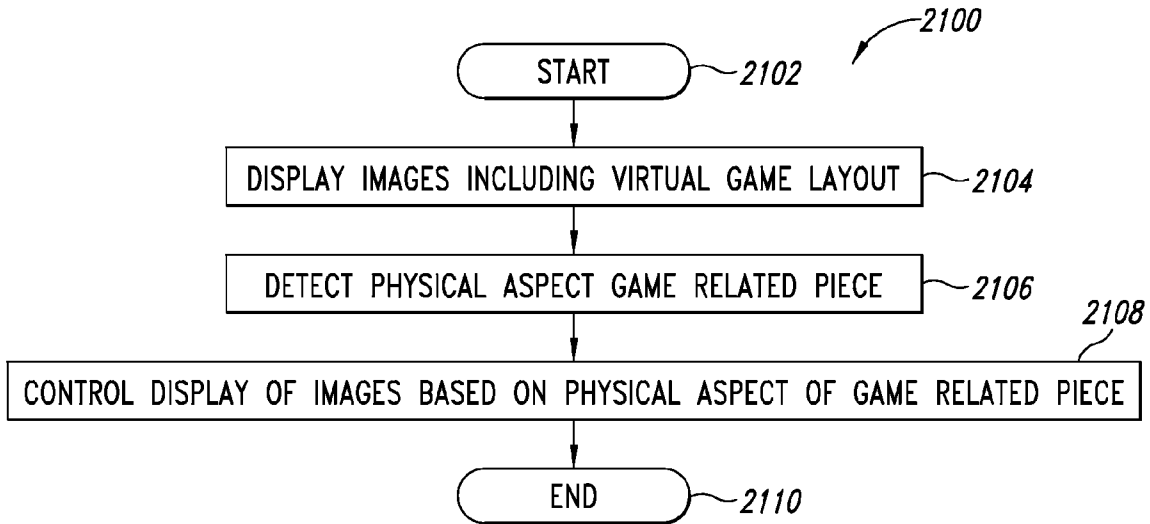 2100
START
2102
DISPLAY IMAGES INCLUDING VIRTUAL GAME LAYOUT
2104
DETECT PHYSICAL ASPECT GAME RELATED PIECE
2106
2108
CONTROL DISPLAY OF IMAGES BASED ON PHYSICAL ASPECT OF GAME RELATED PIECE
END
2110